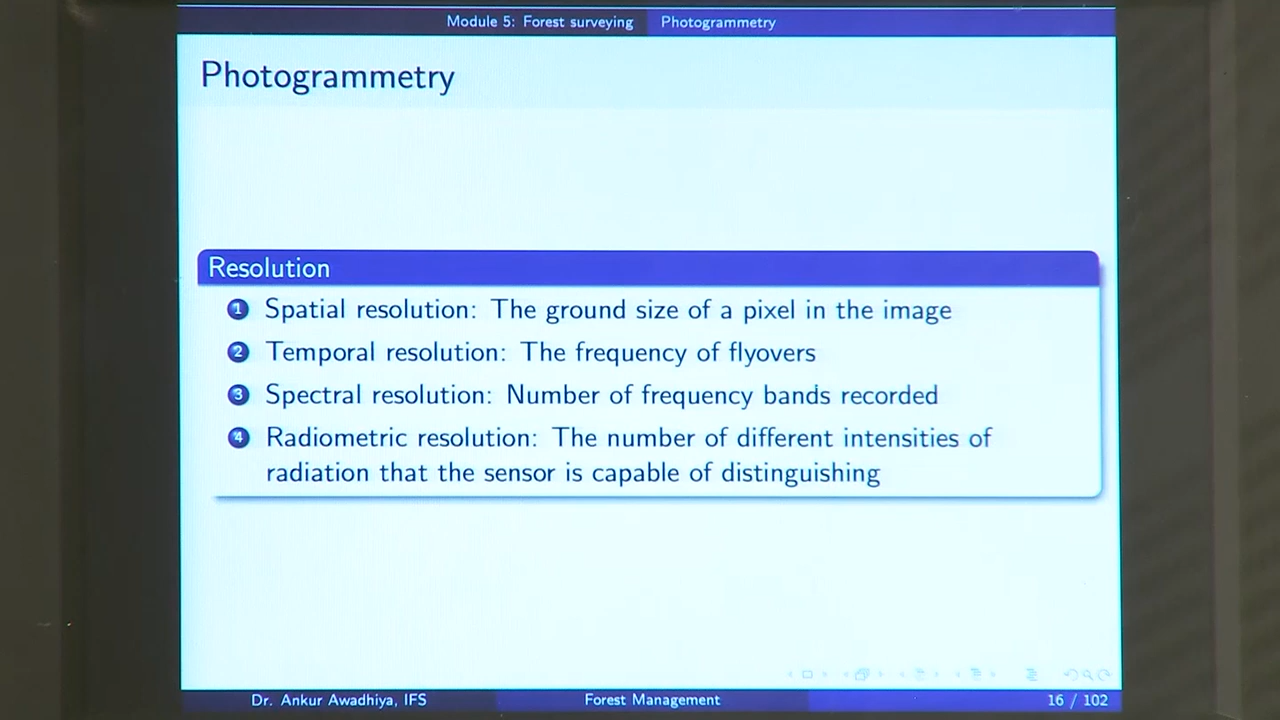 Module 5: Forest surveying Photogrammetry
Photogrammetry
Resolution
1 Spatial resolution: The ground size of a pixel in the image
2 Temporal resolution: The frequency of flyovers
3 Spectral resolution: Number of frequency bands recorded
4 Radiometric resolution: The number of different intensities of
radiation that the sensor is capable of distinguishing
Dr. Ankur Awadhiya, IFS Forest Management 16 / 102